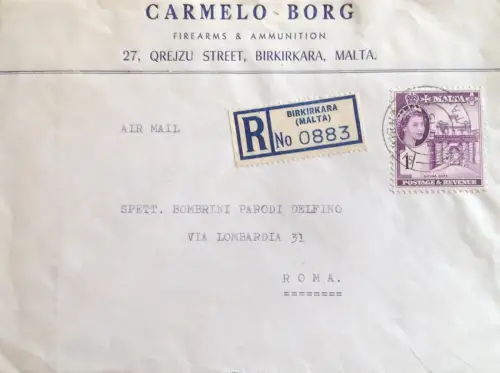 CARMELO BORG
FIREARMS & AMMUNITION
27, QREJZU STREET, BIRKIRKARA, MALTA.
AIR MAIL
R
BIRKIRKARA
(MALTA)
No 0883
MALTA
1/-
POSTAGE & REVENUE
SPETT. BOMBRINI PARODI DELFINO
VIA LOMBARDIA 31
ROMA.
========